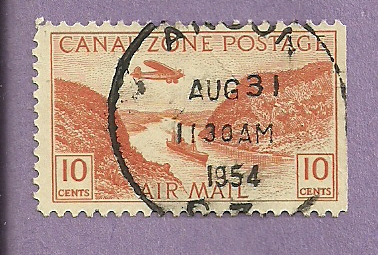 CANAL ZONE POSTAGE
AUG 31
11 30 AM
1954
10 CENTS
10 CENTS
AIR MAIL
C.Z.